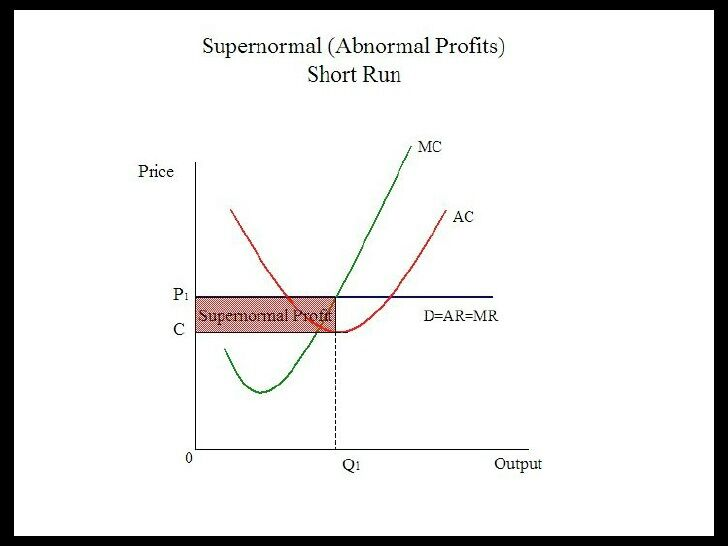 Supernormal (Abnormal Profits)
Short Run
MC
Price
AC
P1
Supernormal Profit
D=AR=MR
C
0
Q1
Output